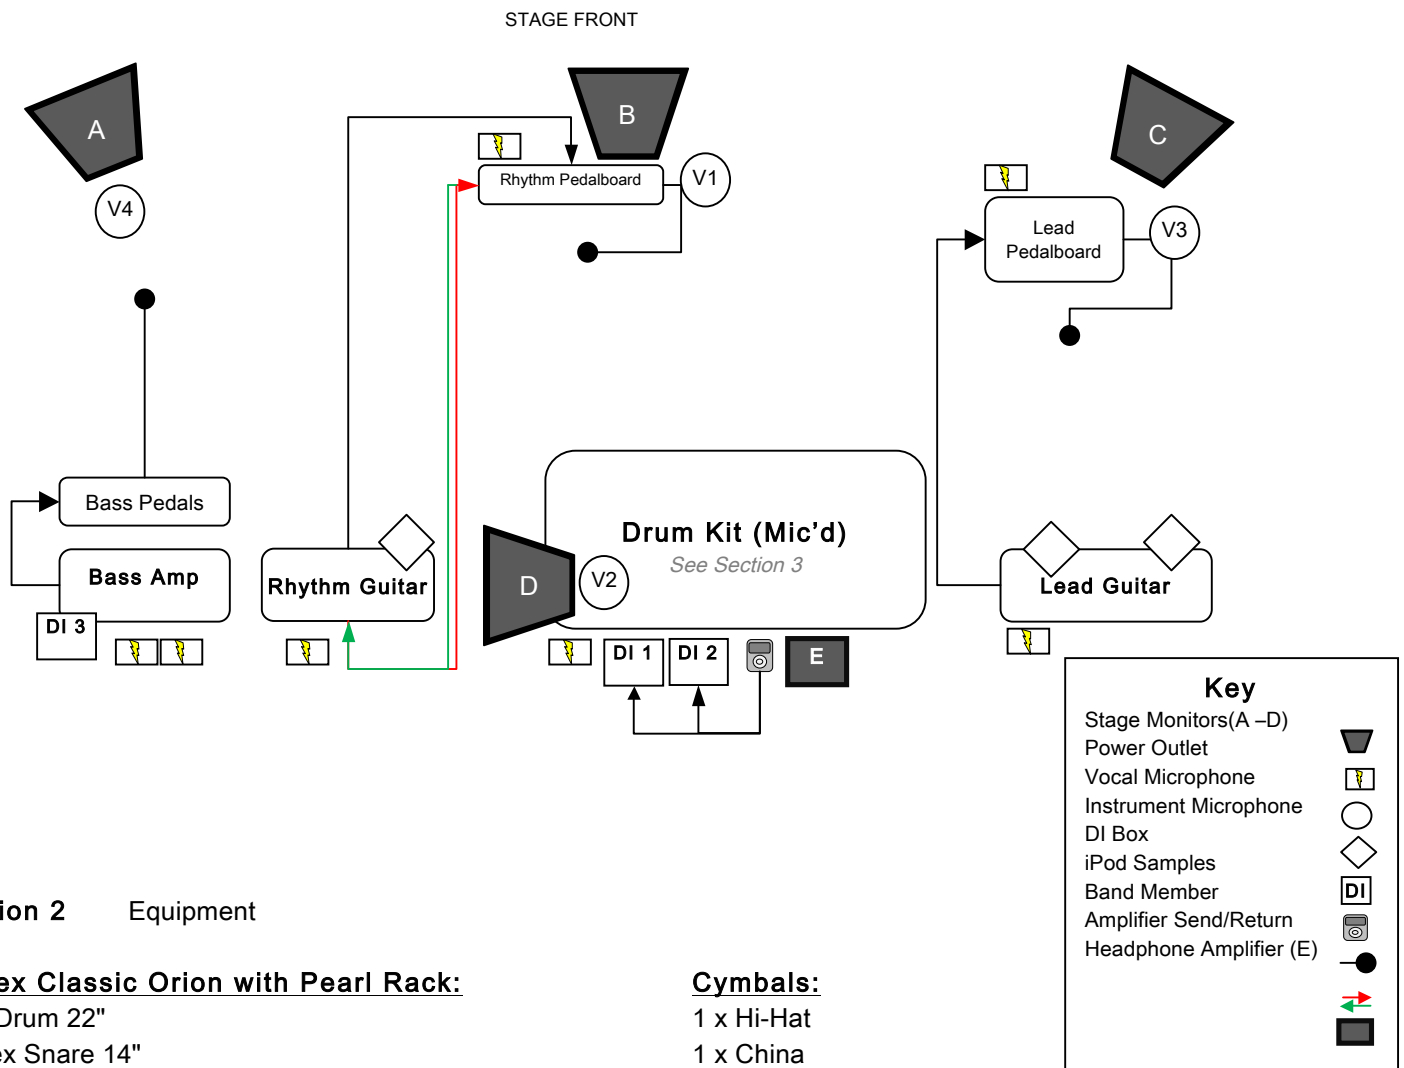 STAGE FRONT
A
B
C
V4
Rhythm Pedalboard
V1
Lead
Pedalboard
V3
Bass Pedals
Bass Amp
DI 3
Rhythm Guitar
D
V2
Drum Kit (Mic'd)
See Section 3
DI 1
DI 2
E
Lead Guitar
Key
Stage Monitors(A –D)
Power Outlet
Vocal Microphone
Instrument Microphone
DI Box
iPod Samples
Band Member
DI
Amplifier Send/Return
Headphone Amplifier (E)
ion 2 Equipment
ex Classic Orion with Pearl Rack:
Drum 22"
ex Snare 14"
Cymbals:
1 x Hi-Hat
1 x China